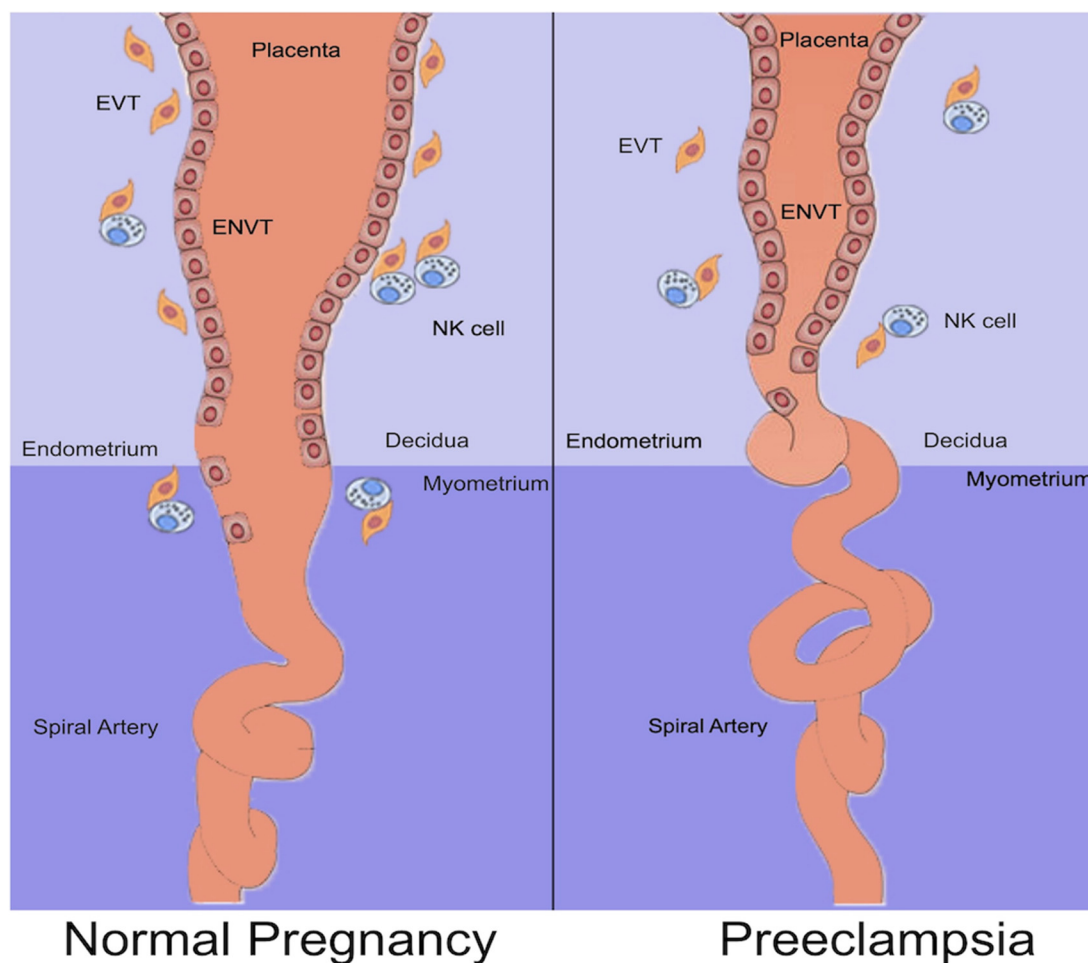 Placenta
EVT
ENVT
NK cell
Endometrium
Decidua
Myometrium
Spiral Artery
Normal Pregnancy
Placenta
EVT
ENVT
NK cell
Endometrium
Decidua
Myometrium
Spiral Artery
Preeclampsia